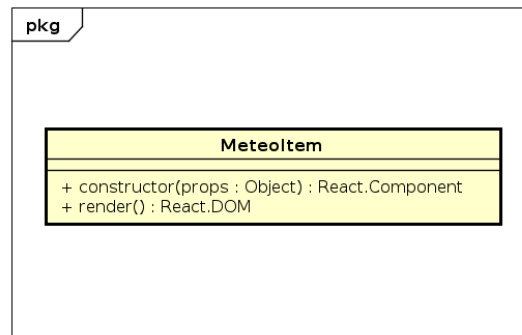 pkg
MeteoItem
+ constructor(props : Object) : React.Component
+ render() : React.DOM